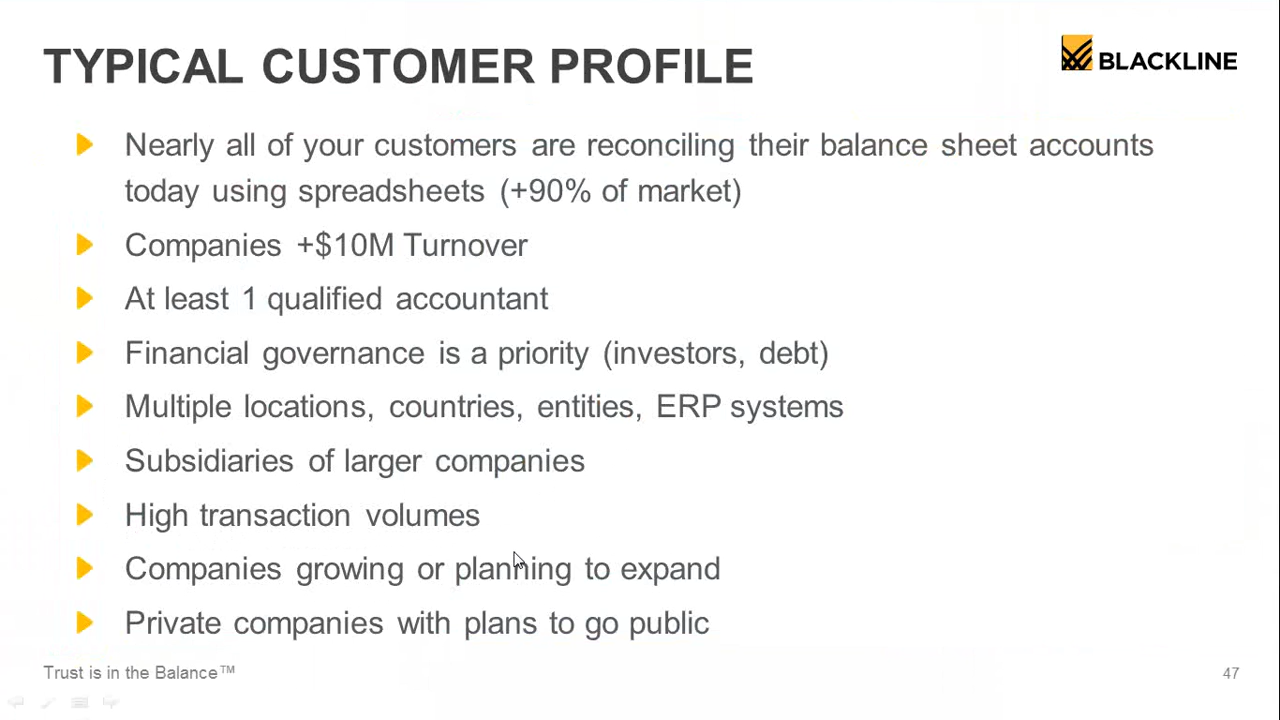 TYPICAL CUSTOMER PROFILE
BLACKLINE
Nearly all of your customers are reconciling their balance sheet accounts
today using spreadsheets (+90% of market)
Companies +$10M Turnover
At least 1 qualified accountant
Financial governance is a priority (investors, debt)
Multiple locations, countries, entities, ERP systems
Subsidiaries of larger companies
High transaction volumes
Companies growing or planning to expand
Private companies with plans to go public
Trust is in the Balance™
47